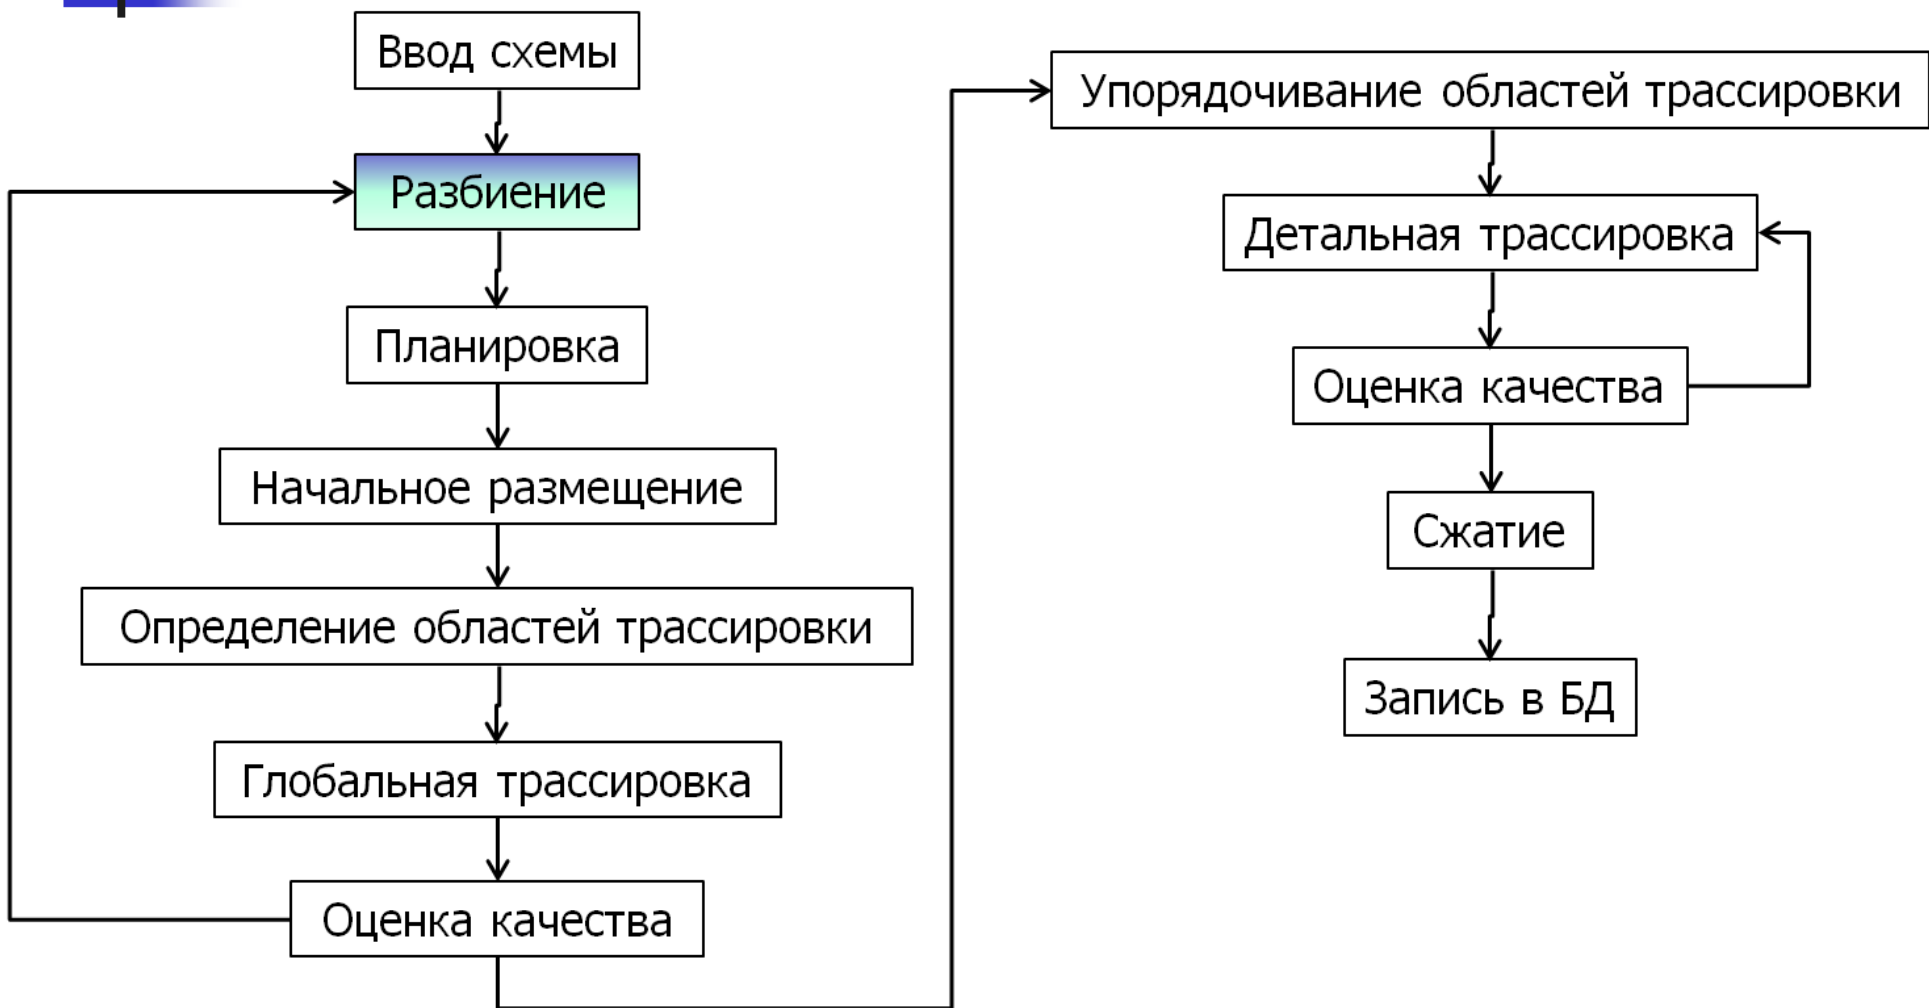 Ввод схемы
Разбиение
Планировка
Начальное размещение
Определение областей трассировки
Глобальная трассировка
Оценка качества
Упорядочивание областей трассировки
Детальная трассировка
Оценка качества
Сжатие
Запись в БД